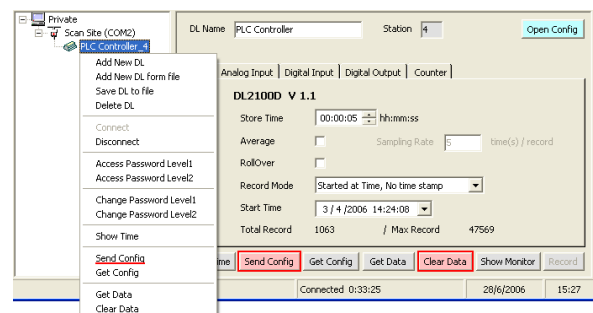 Private
Scan Site (COM2)
PLC Controller_4
Add New DL
Add New DL form file
Save DL to file
Delete DL
Connect
Disconnect
Access Password Level1
Access Password Level2
Change Password Level1
Change Password Level2
Show Time
Send Config
Get Config
Get Data
Clear Data
DL Name PLC Controller Station 4 Open Config
Analog Input Digital Input Digital Output Counter
DL2100D V 1.1
Store Time 00:00:05 hh:mm:ss
Average Sampling Rate 5 time(s) / record
RollOver
Record Mode Started at Time, No time stamp
Start Time 3 / 4 /2006 14:24:08
Total Record 1063 / Max Record 47569
ime Send Config Get Config Get Data Clear Data Show Monitor Record
Connected 0:33:25 28/6/2006 15:27